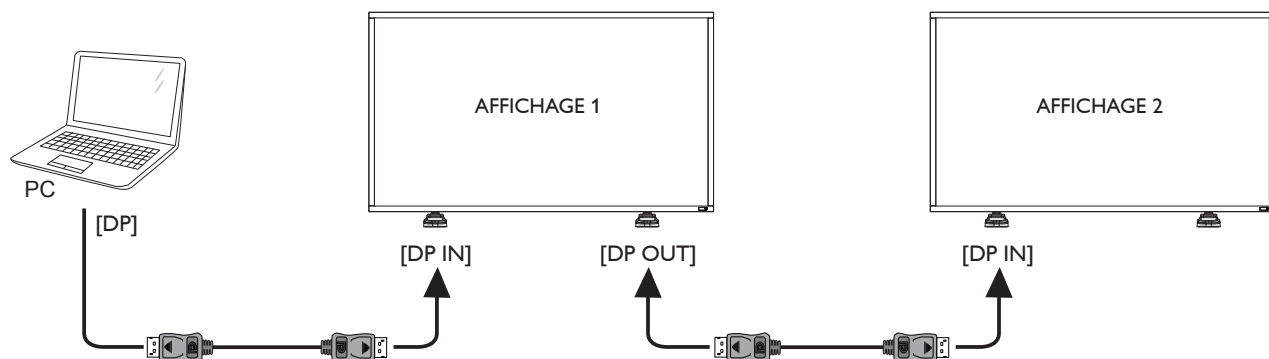 AFFICHAGE 1
AFFICHAGE 2
PC
[DP]
[DP IN]
[DP OUT]
[DP IN]